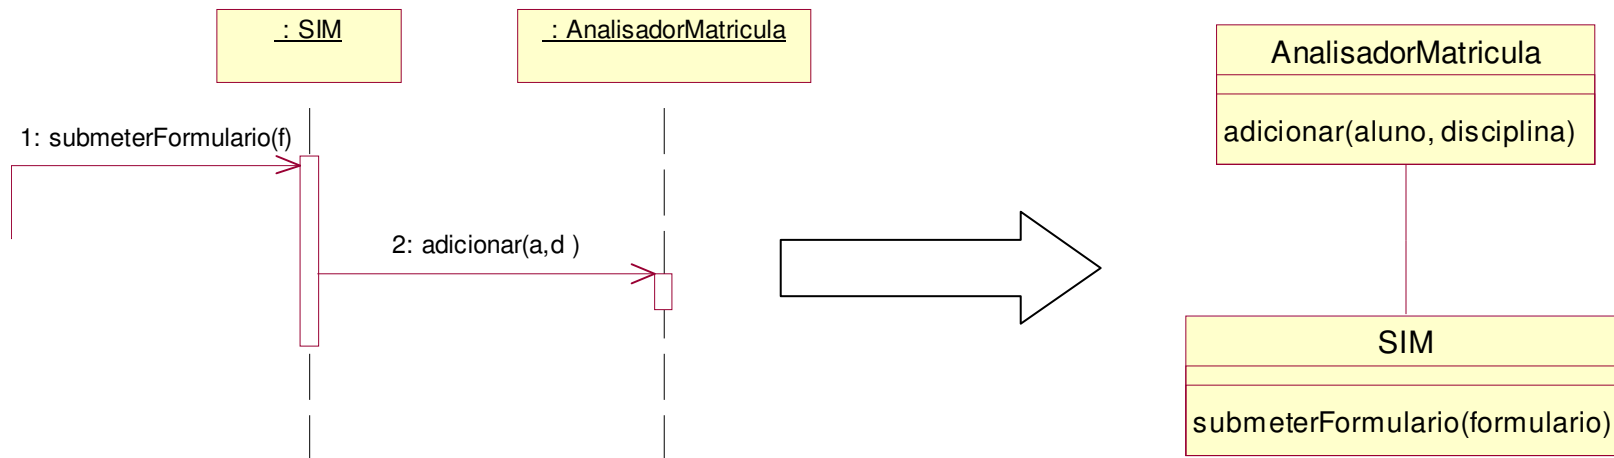 : SIM
: AnalisadorMatricula
1: submeterFormulario(f)
2: adicionar(a,d )
AnalisadorMatricula
adicionar(aluno, disciplina)
SIM
submeterFormulario(formulario)